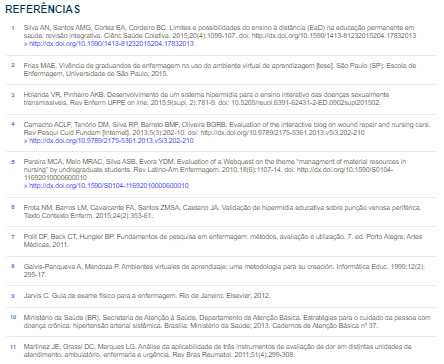 REFERÊNCIAS
1 Silva AN, Santos AMG, Cortez EA, Cordeiro BC. Limites e possibilidades do ensino à distância (EaD) na educação permanente em
saúde: revisão integrativa. Ciênc Saúde Coletiva. 2015;20(4):1099-107. doi: http://dx.doi.org/10.1590/1413-81232015204.17832013
» http://dx.doi.org/10.1590/1413-81232015204.17832013
2 Frias MAE. Vivência de graduandos de enfermagem no uso do ambiente virtual de aprendizagem [tese]. São Paulo (SP): Escola de
Enfermagem, Universidade de São Paulo; 2015.
3 Holanda VR, Pinheiro AKB. Desenvolvimento de um sistema hipermídia para o ensino interativo das doenças sexualmente
transmissíveis. Rev Enferm UFPE on line. 2015;9(supl. 2):781-9. doi: 10.5205/reuol.6391-62431-2-ED.0902supl201502.
4 Camacho ACLF, Tenório DM, Silva RP, Barreto BMF, Oliveira BGRB. Evaluation of the interactive blog on wound repair and nursing care.
Rev Pesqui Cuid Fundam [Internet]. 2013;5(3):202-10. doi: http://dx.doi.org/10.9789/2175-5361.2013.v5i3.202-210
» http://dx.doi.org/10.9789/2175-5361.2013.v5i3.202-210
5 Pereira MCA, Melo MRAC, Silva ASB, Évora YDM. Evaluation of a Webquest on the theme "managment of material resources in
nursing" by undregraduate students. Rev Latino-Am Enfermagem. 2010;18(6):1107-14. doi: http://dx.doi.org/10.1590/S0104-
11692010000600010
» http://dx.doi.org/10.1590/S0104-11692010000600010
6 Frota NM, Barros LM, Cavalcante FA, Santos ZMSA, Caetano JA. Validação de hipermídia educativa sobre punção venosa periférica.
Texto Contexto Enferm. 2015;24(2):353-61.
7 Polit DF, Beck CT, Hungler BP. Fundamentos de pesquisa em enfermagem: métodos, avaliação e utilização. 7. ed. Porto Alegre: Artes
Médicas; 2011.
8 Galvis-Panqueva A, Mendoza P. Ambientes virtuales de aprendizaje: uma metodología para su creación. Informática Educ. 1999;12(2):
295-17.
9 Jarvis C. Guia de exame físico para a enfermagem. Rio de Janeiro: Elsevier; 2012.
10 Ministério da Saúde (BR), Secretaria de Atenção à Saúde, Departamento de Atenção Básica. Estratégias para o cuidado da pessoa com
doença crônica: hipertensão arterial sistêmica. Brasília: Ministério da Saúde; 2013. Cadernos de Atenção Básica nº 37.
11 Martinez JE, Grassi DC, Marques LG. Análise da aplicabilidade de três instrumentos de avaliação de dor em distintas unidades de
atendimento: ambulatório, enfermaria e urgência. Rev Bras Reumatol. 2011;51(4):299-308.